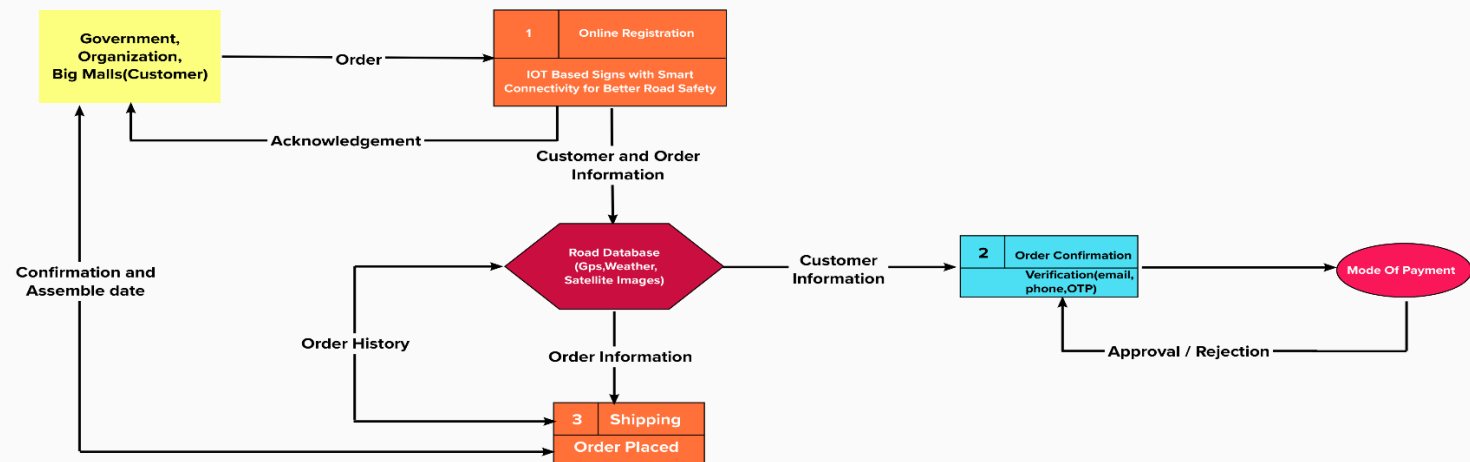 Government,
Organization,
Big Malls(Customer)
Order
1
Online Registration
IOT Based Signs with Smart
Connectivity for Better Road Safety
Acknowledgement
Customer and Order
Information
Road Database
(Gps,Weather,
Satellite Images)
Customer
Information
2
Order Confirmation
Verification(email,
phone,OTP)
Mode Of Payment
Confirmation and
Assemble date
Order History
Order Information
Approval / Rejection
3
Shipping
Order Placed